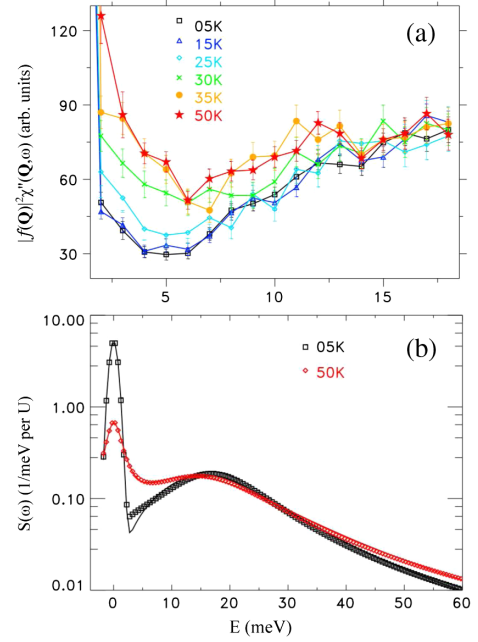 (a)
05K
15K
25K
30K
35K
50K
|f(Q)|²χ''(Q,ω) (arb. units)
120
90
60
30
5
10
15
(b)
05K
50K
S(ω) (1/meV per U)
10.00
1.00
0.10
0.01
0
10
20
30
40
50
60
E (meV)